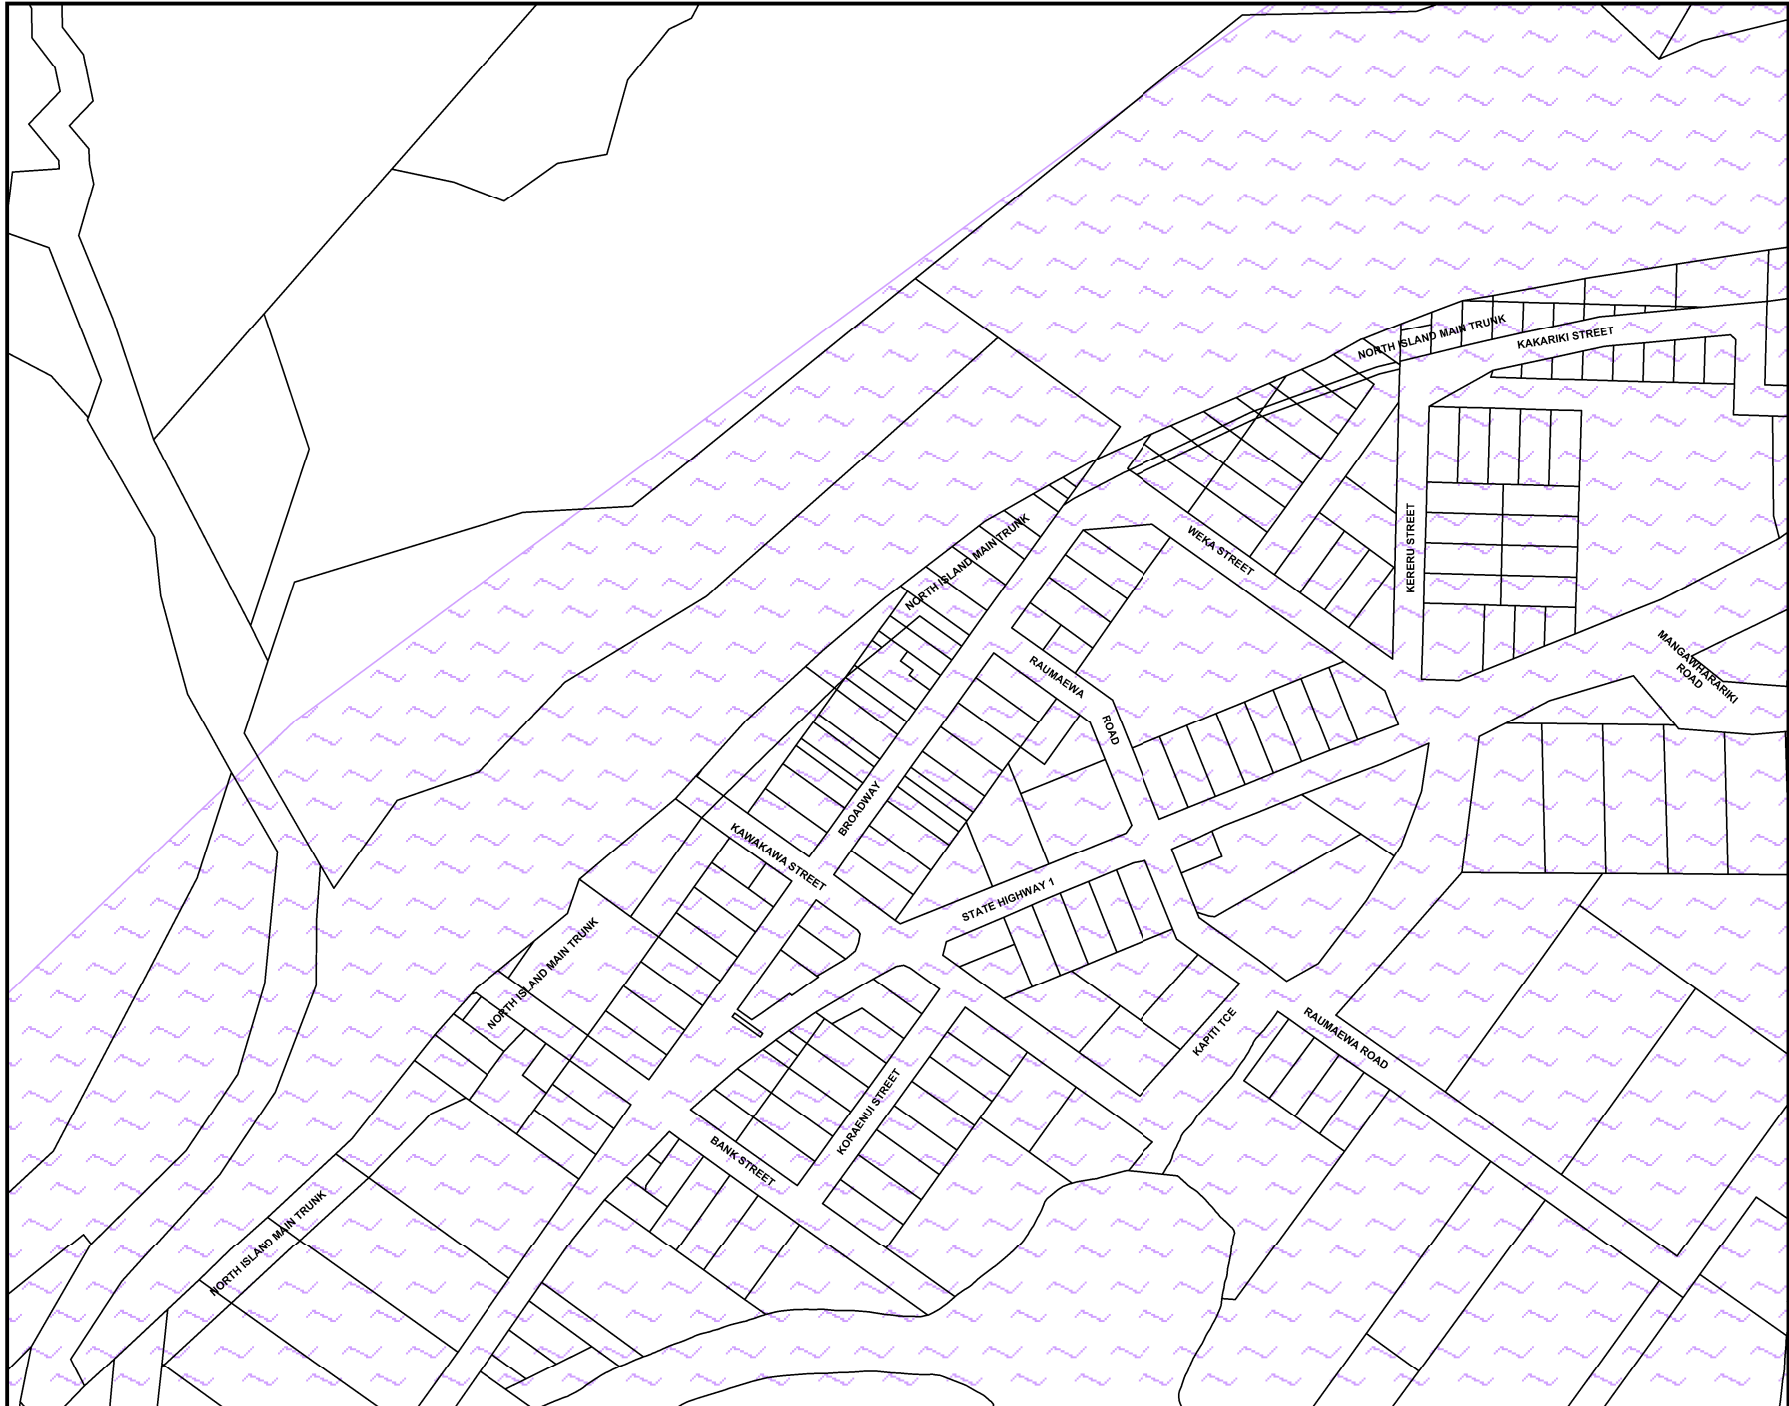 NORTH ISLAND MAIN TRUNK
KAKARIKI STREET
NORTH ISLAND MAIN TRUNK
WEKA STREET
KERERU STREET
RAUMAEWA
ROAD
MANGAWHARARIKI
ROAD
BROADWAY
KAWAKAWA STREET
STATE HIGHWAY 1
NORTH ISLAND MAIN TRUNK
KAPITI TCE
RAUMAEWA ROAD
KORAENUI STREET
BANK STREET
NORTH ISLAND MAIN TRUNK